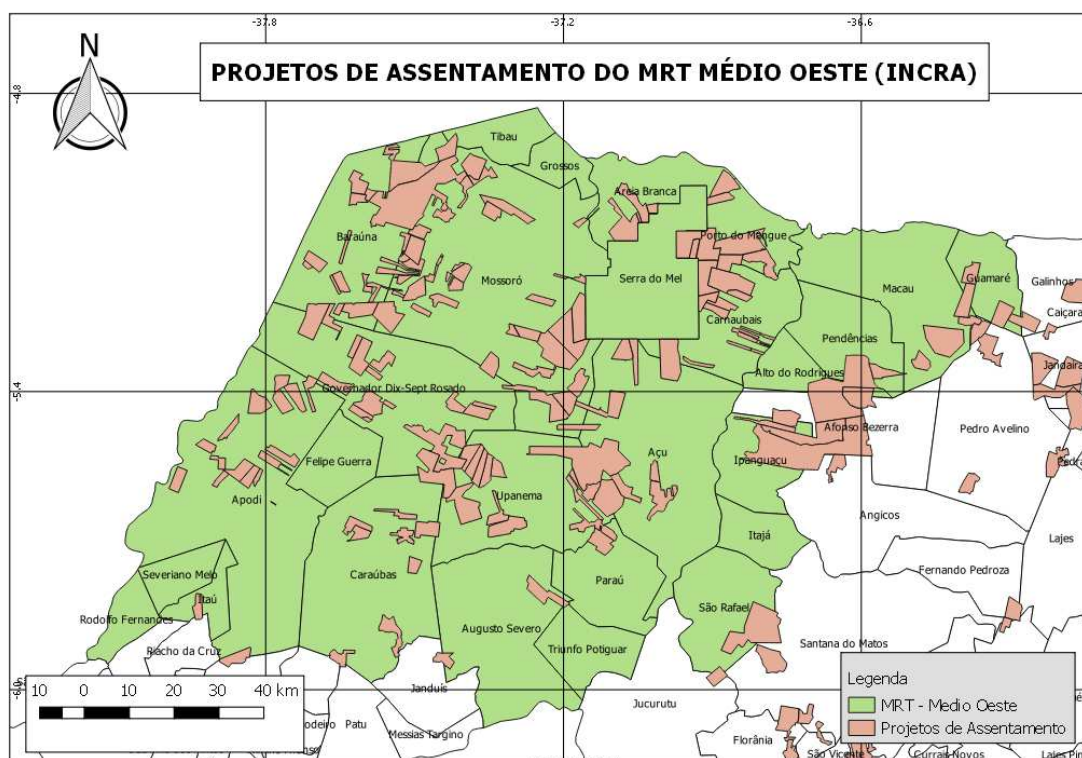 -37.8
-37.2
-36.6
N
PROJETOS DE ASSENTAMENTO DO MRT MÉDIO OESTE (INCRA)
-4.8
Tibau
Grossos
Areia Branca
Baraúna
Porto do Mangue
Mossoró
Serra do Mel
Macau
Guamaré
Galinhos
Caiçara
Carnaubais
Pendências
Jandaíra
Alto do Rodrigues
-5.4
Governador Dix-Sept Rosado
Afonso Bezerra
Pedro Avelino
Açu
Ipanguaçu
Felipe Guerra
Pedra
Apodi
Upanema
Angicos
Itajá
Lajes
Severiano Melo
Caraúbas
Paraú
Fernando Pedroza
Itaú
Rodolfo Fernandes
São Rafael
Augusto Severo
Riacho da Cruz
Triunfo Potiguar
Santana do Matos
Janduís
Jucurutu
10 0 10 20 30 40 km
Legenda
MRT - Medio Oeste
Projetos de Assentamento
Patu
Messias Targino
Florânia
São Vicente
Currais Novos
Lajes Pin